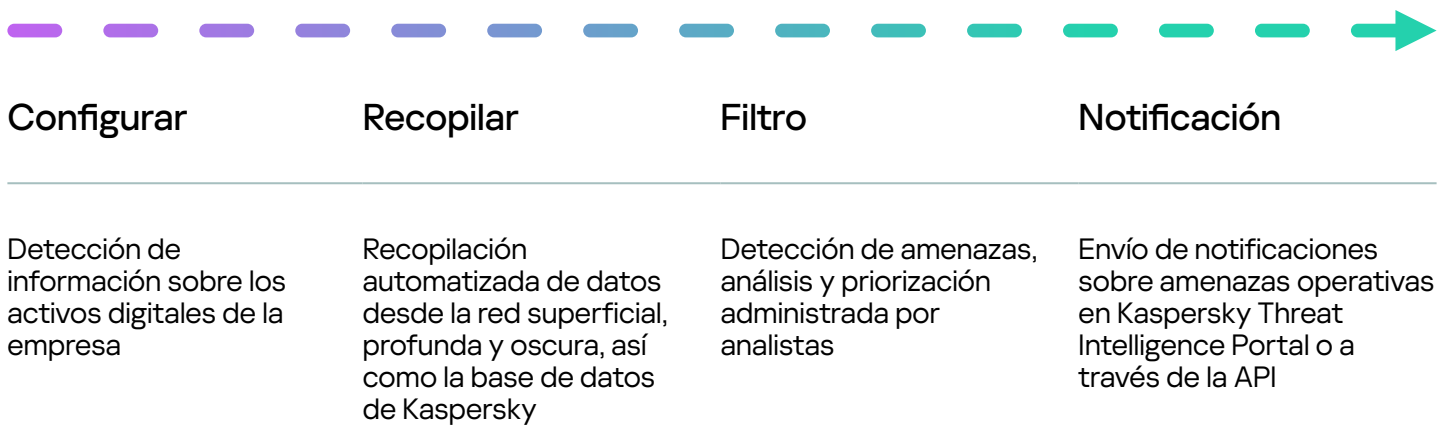 Configurar
Recopilar
Filtro
Notificación
Detección de
información sobre los
activos digitales de la
empresa
Recopilación
automatizada de datos
desde la red superficial,
profunda y oscura, así
como la base de datos
de Kaspersky
Detección de amenazas,
análisis y priorización
administrada por
analistas
Envío de notificaciones
sobre amenazas operativas
en Kaspersky Threat
Intelligence Portal o a
través de la API